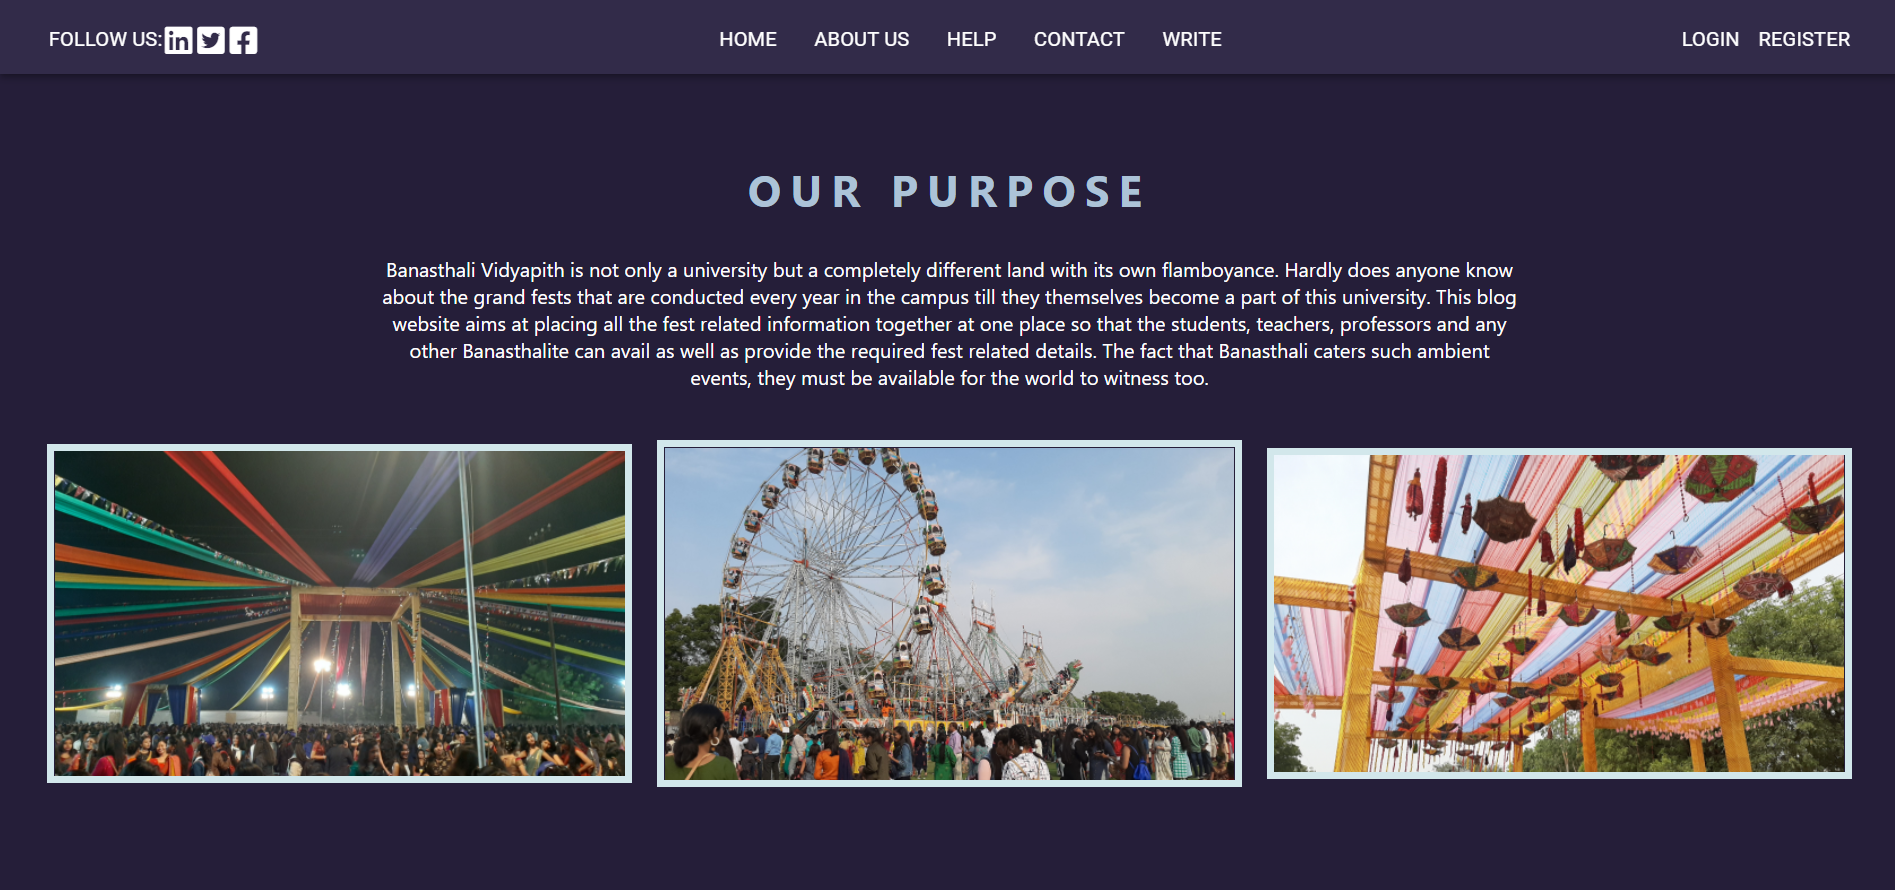 FOLLOW US: in
HOME ABOUT US HELP CONTACT WRITE
LOGIN REGISTER
OUR PURPOSE
Banasthali Vidyapith is not only a university but a completely different land with its own flamboyance. Hardly does anyone know
about the grand fests that are conducted every year in the campus till they themselves become a part of this university. This blog
website aims at placing all the fest related information together at one place so that the students, teachers, professors and any
other Banasthalite can avail as well as provide the required fest related details. The fact that Banasthali caters such ambient
events, they must be available for the world to witness too.